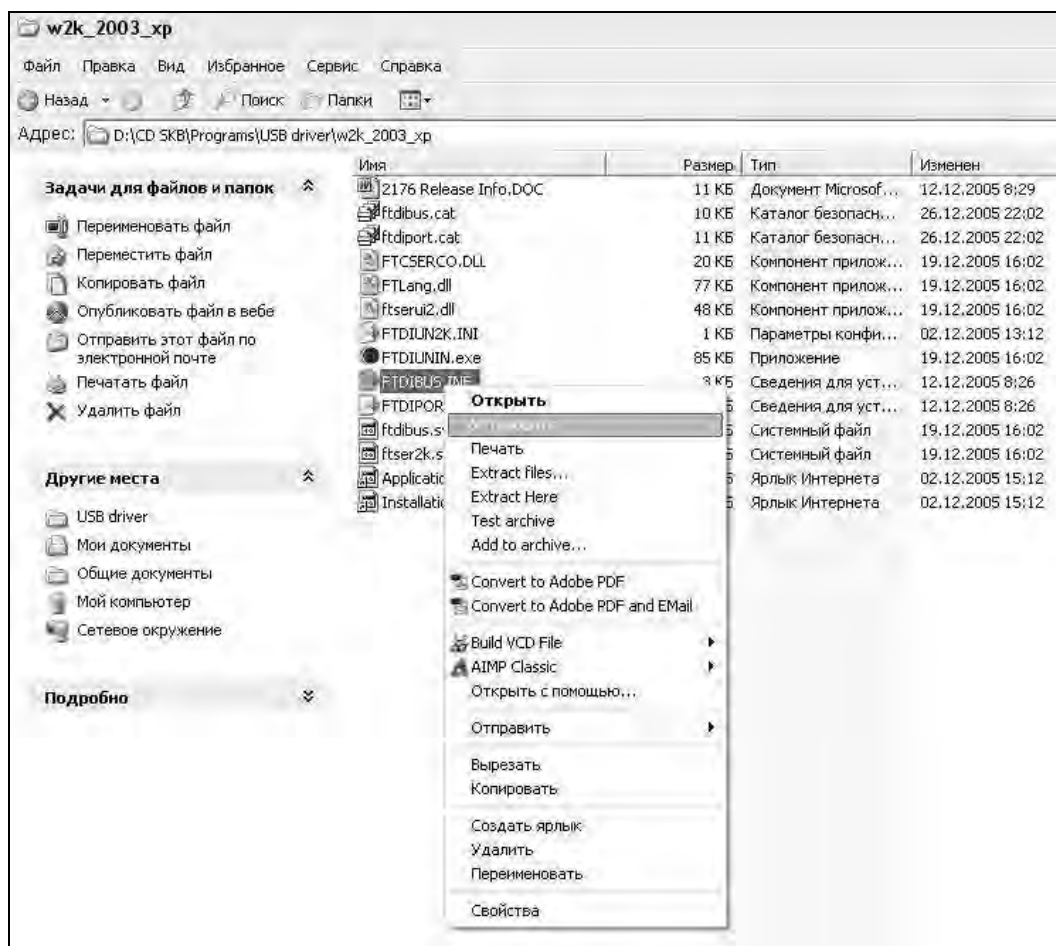 w2k_2003_xp
Файл Правка Вид Избранное Сервис Справка
Назад Поиск Папки
Адрес: D:\CD SKB\Programs\USB driver\w2k_2003_xp
Имя Размер Тип Изменен
Задачи для файлов и папок
Переименовать файл
Переместить файл
Копировать файл
Опубликовать файл в вебе
Отправить этот файл по
электронной почте
Печатать файл
Удалить файл
Другие места
USB driver
Мои документы
Общие документы
Мой компьютер
Сетевое окружение
Подробно
2176 Release Info.DOC 11 КБ Документ Microsof... 12.12.2005 8:29
ftdibus.cat 10 КБ Каталог безопасн... 26.12.2005 22:02
ftdiport.cat 11 КБ Каталог безопасн... 26.12.2005 22:02
FTCSERCO.DLL 20 КБ Компонент прилож... 19.12.2005 16:02
FTLang.dll 77 КБ Компонент прилож... 19.12.2005 16:02
ftserui2.dll 48 КБ Компонент прилож... 19.12.2005 16:02
FTDIUN2K.INI 1 КБ Параметры конфи... 02.12.2005 13:12
FTDIUNIN.exe 85 КБ Приложение 19.12.2005 16:02
FTDIBUS.INF 3 КБ Сведения для уст... 12.12.2005 8:26
FTDIPOR Сведения для уст... 12.12.2005 8:26
ftdibus.s Системный файл 19.12.2005 16:02
ftser2k.s Системный файл 19.12.2005 16:02
Applicatic Ярлык Интернета 02.12.2005 15:12
Installati Ярлык Интернета 02.12.2005 15:12
Открыть
Печать
Extract files...
Extract Here
Test archive
Add to archive...
Convert to Adobe PDF
Convert to Adobe PDF and EMail
Build VCD File
AIMP Classic
Открыть с помощью...
Отправить
Вырезать
Копировать
Создать ярлык
Удалить
Переименовать
Свойства